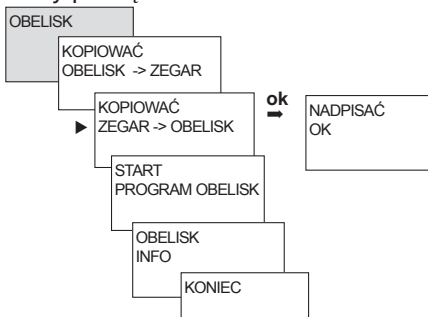 OBELISK
KOPIOWAĆ
OBELISK -> ZEGAR
KOPIOWAĆ
ZEGAR -> OBELISK
ok
NADPISAĆ
OK
START
PROGRAM OBELISK
OBELISK
INFO
KONIEC